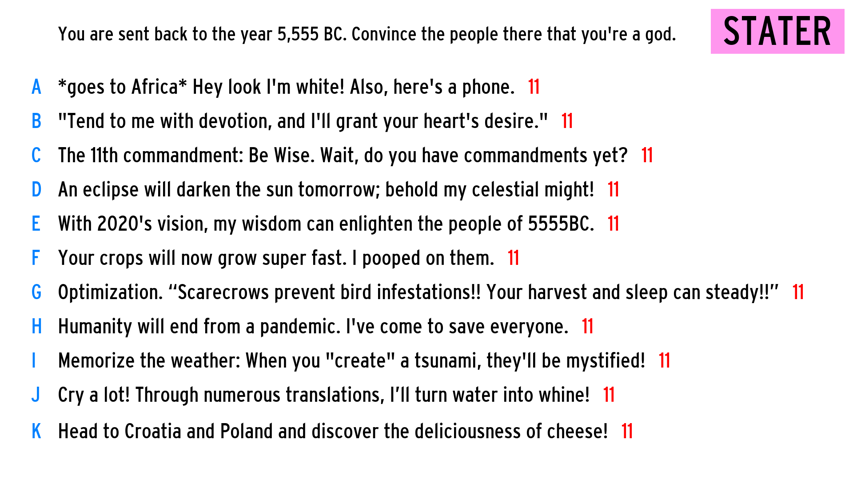 You are sent back to the year 5,555 BC. Convince the people there that you're a god.
STATER
A *goes to Africa* Hey look I'm white! Also, here's a phone. 11
B "Tend to me with devotion, and I'll grant your heart's desire." 11
C The 11th commandment: Be Wise. Wait, do you have commandments yet? 11
D An eclipse will darken the sun tomorrow; behold my celestial might! 11
E With 2020's vision, my wisdom can enlighten the people of 5555BC. 11
F Your crops will now grow super fast. I pooped on them. 11
G Optimization. “Scarecrows prevent bird infestations!! Your harvest and sleep can steady!!” 11
H Humanity will end from a pandemic. I've come to save everyone. 11
I Memorize the weather: When you "create" a tsunami, they'll be mystified! 11
J Cry a lot! Through numerous translations, I’ll turn water into whine! 11
K Head to Croatia and Poland and discover the deliciousness of cheese! 11